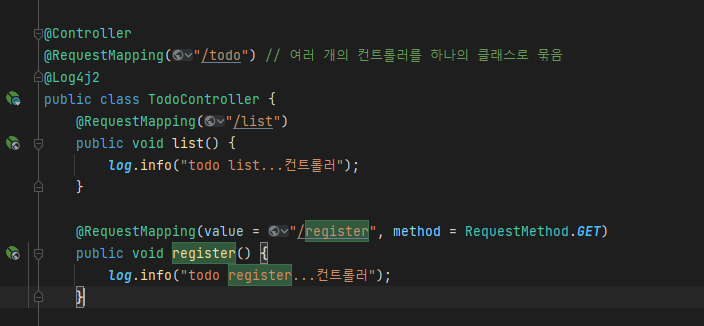 @Controller
@RequestMapping("/todo") // 여러 개의 컨트롤러를 하나의 클래스로 묶음
@Log4j2
public class TodoController {
@RequestMapping("/list")
public void list() {
log.info("todo list...컨트롤러");
}
@RequestMapping(value = "/register", method = RequestMethod.GET)
public void register() {
log.info("todo register...컨트롤러");
}